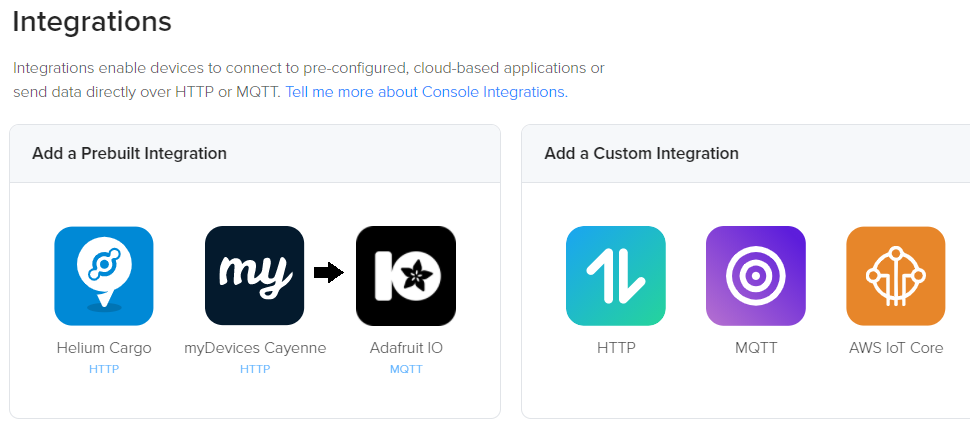 Integrations
Integrations enable devices to connect to pre-configured, cloud-based applications or
send data directly over HTTP or MQTT. Tell me more about Console Integrations.
Add a Prebuilt Integration
my
IO
Helium Cargo
HTTP
myDevices Cayenne
HTTP
Adafruit IO
MQTT
Add a Custom Integration
HTTP
MQTT
AWS IoT Core